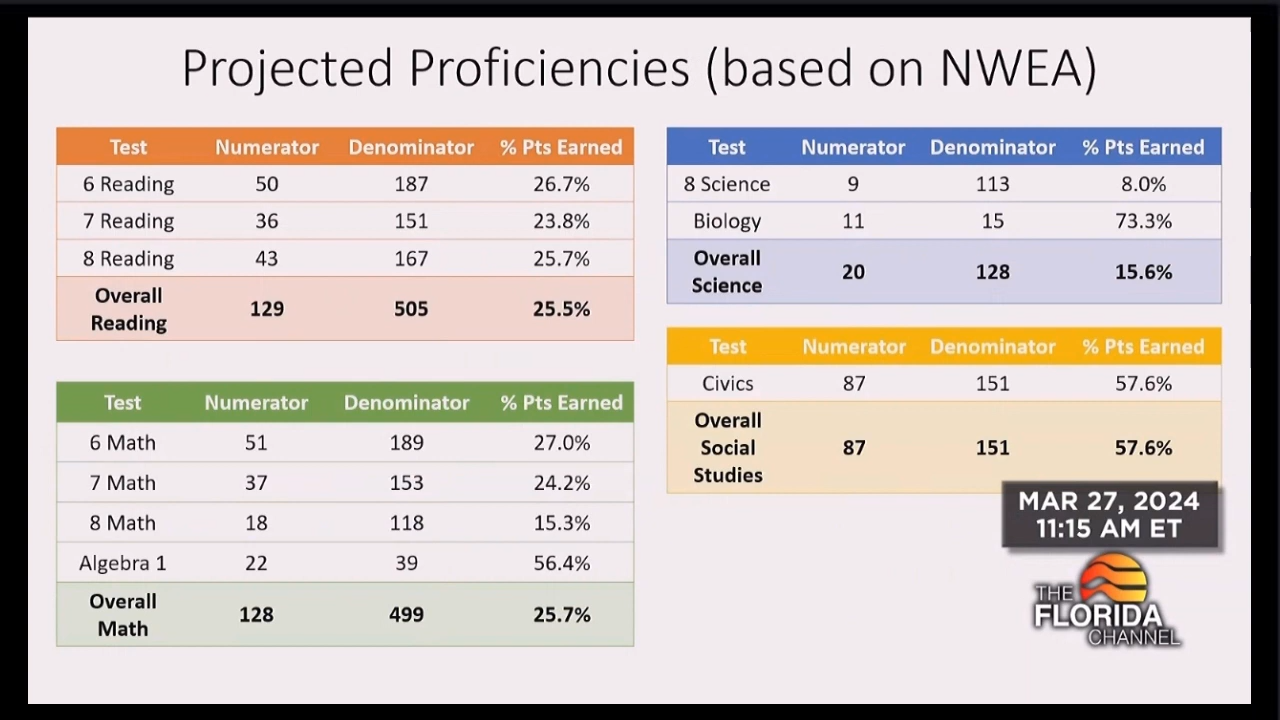 Projected Proficiencies (based on NWEA)
Test Numerator Denominator % Pts Earned
6 Reading 50 187 26.7%
7 Reading 36 151 23.8%
8 Reading 43 167 25.7%
Overall
Reading 129 505 25.5%
Test Numerator Denominator % Pts Earned
6 Math 51 189 27.0%
7 Math 37 153 24.2%
8 Math 18 118 15.3%
Algebra 1 22 39 56.4%
Overall
Math 128 499 25.7%
Test Numerator Denominator % Pts Earned
8 Science 9 113 8.0%
Biology 11 15 73.3%
Overall
Science 20 128 15.6%
Test Numerator Denominator % Pts Earned
Civics 87 151 57.6%
Overall
Social 87 151 57.6%
Studies
MAR 27, 2024
11:15 AM ET
THE
FLORIDA
CHANNEL